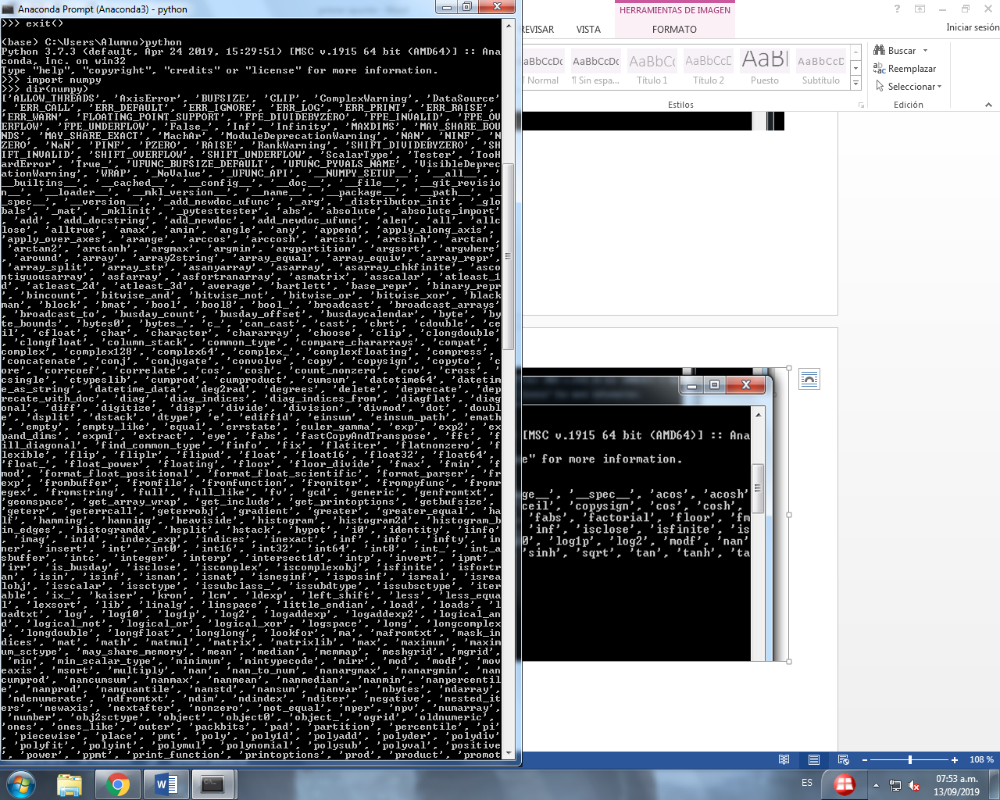 Anaconda Prompt (Anaconda3) - python
>>> exit()
(base) C:\Users\Alumno>python
Python 3.7.3 (default, Apr 24 2019, 15:29:51) [MSC v.1915 64 bit (AMD64)] :: Ana
conda, Inc. on win32
Type "help", "copyright", "credits" or "license" for more information.
>>> import numpy
>>> dir(numpy)
['ALLOW_THREADS', 'AxisError', 'BUFSIZE', 'CLIP', 'ComplexWarning', 'DataSource'
, 'ERR_CALL', 'ERR_DEFAULT', 'ERR_IGNORE', 'ERR_LOG', 'ERR_PRINT', 'ERR_RAISE',
'ERR_WARN', 'FLOATING_POINT_SUPPORT', 'FPE_DIVIDEBYZERO', 'FPE_INVALID', 'FPE_OV
ERFLOW', 'FPE_UNDERFLOW', 'False_', 'Inf', 'Infinity', 'MAXDIMS', 'MAY_SHARE_BOU
NDS', 'MAY_SHARE_EXACT', 'MachAr', 'ModuleDeprecationWarning', 'NAN', 'NINF', 'N
ZERO', 'NaN', 'PINF', 'PZERO', 'RAISE', 'RankWarning', 'SHIFT_DIVIDEBYZERO', 'SH
IFT_INVALID', 'SHIFT_OVERFLOW', 'SHIFT_UNDERFLOW', 'ScalarType', 'Tester', 'TooH
ardError', 'True_', 'UFUNC_BUFSIZE_DEFAULT', 'UFUNC_PYVALS_NAME', 'VisibleDeprec
ationWarning', 'WRAP', '_NoValue', '_UFUNC_API', '__NUMPY_SETUP__', '__all__', '
__builtins__', '__cached__', '__config__', '__doc__', '__file__', '__git_revisio
n__', '__loader__', '__mkl_version__', '__name__', '__package__', '__path__', '_
_spec__', '__version__', '_add_newdoc_ufunc', '_arg', '_distributor_init', '_glo
bals', '_mat', '_mklinit', '_pytesttester', 'abs', 'absolute', 'absolute_import'
, 'add', 'add_docstring', 'add_newdoc', 'add_newdoc_ufunc', 'alen', 'all', 'allc
lose', 'alltrue', 'amax', 'amin', 'angle', 'any', 'append', 'apply_along_axis',
'apply_over_axes', 'arange', 'arccos', 'arccosh', 'arcsin', 'arcsinh', 'arctan',
'arctan2', 'arctanh', 'argmax', 'argmin', 'argpartition', 'argsort', 'argwhere'
, 'around', 'array', 'array2string', 'array_equal', 'array_equiv', 'array_repr',
'array_split', 'array_str', 'asanyarray', 'asarray', 'asarray_chkfinite', 'asco
ntiguousarray', 'asfarray', 'asfortranarray', 'asmatrix', 'asscalar', 'atleast_1
d', 'atleast_2d', 'atleast_3d', 'average', 'bartlett', 'base_repr', 'binary_repr
', 'bincount', 'bitwise_and', 'bitwise_not', 'bitwise_or', 'bitwise_xor', 'black
man', 'block', 'bmat', 'bool', 'bool8', 'bool_', 'broadcast', 'broadcast_arrays'
, 'broadcast_to', 'busday_count', 'busday_offset', 'busdaycalendar', 'byte', 'by
te_bounds', 'bytes0', 'bytes_', 'c_', 'can_cast', 'cast', 'cbrt', 'cdouble', 'ce
il', 'cfloat', 'char', 'character', 'chararray', 'choose', 'clip', 'clongdouble'
, 'clongfloat', 'column_stack', 'common_type', 'compare_chararrays', 'compat', '
complex', 'complex128', 'complex64', 'complex_', 'complexfloating', 'compress',
'concatenate', 'conj', 'conjugate', 'convolve', 'copy', 'copysign', 'copyto', 'c
ore', 'corrcoef', 'correlate', 'cos', 'cosh', 'count_nonzero', 'cov', 'cross', '
csingle', 'ctypeslib', 'cumprod', 'cumproduct', 'cumsum', 'datetime64', 'datetim
e_as_string', 'datetime_data', 'deg2rad', 'degrees', 'delete', 'deprecate', 'dep
recate_with_doc', 'diag', 'diag_indices', 'diag_indices_from', 'diagflat', 'diag
onal', 'diff', 'digitize', 'disp', 'divide', 'division', 'divmod', 'dot', 'doubl
e', 'dsplit', 'dstack', 'dtype', 'e', 'ediff1d', 'einsum', 'einsum_path', 'emath
', 'empty', 'empty_like', 'equal', 'errstate', 'euler_gamma', 'exp', 'exp2', 'ex
pand_dims', 'expm1', 'extract', 'eye', 'fabs', 'fastCopyAndTranspose', 'fft', 'f
ill_diagonal', 'find_common_type', 'finfo', 'fix', 'flatiter', 'flatnonzero', 'f
lexible', 'flip', 'fliplr', 'flipud', 'float', 'float16', 'float32', 'float64',
'float_', 'float_power', 'floating', 'floor', 'floor_divide', 'fmax', 'fmin', 'f
mod', 'format_float_positional', 'format_float_scientific', 'format_parser', 'fr
exp', 'frombuffer', 'fromfile', 'fromfunction', 'fromiter', 'frompyfunc', 'fromr
egex', 'fromstring', 'full', 'full_like', 'fv', 'gcd', 'generic', 'genfromtxt',
'geomspace', 'get_array_wrap', 'get_include', 'get_printoptions', 'getbufsize',
'geterr', 'geterrcall', 'geterrobj', 'gradient', 'greater', 'greater_equal', 'ha
lf', 'hamming', 'hanning', 'heaviside', 'histogram', 'histogram2d', 'histogram_b
in_edges', 'histogramdd', 'hsplit', 'hstack', 'hypot', 'i0', 'identity', 'iinfo'
, 'imag', 'in1d', 'index_exp', 'indices', 'inexact', 'inf', 'info', 'infty', 'in
ner', 'insert', 'int', 'int0', 'int16', 'int32', 'int64', 'int8', 'int_', 'int_a
sbuffer', 'intc', 'integer', 'interp', 'intersect1d', 'intp', 'invert', 'ipmt',
'irr', 'is_busday', 'isclose', 'iscomplex', 'iscomplexobj', 'isfinite', 'isfortr
an', 'isin', 'isinf', 'isnan', 'isnat', 'isneginf', 'isposinf', 'isreal', 'isrea
lobj', 'isscalar', 'issctype', 'issubclass_', 'issubdtype', 'issubsctype', 'iter
able', 'ix_', 'kaiser', 'kron', 'lcm', 'ldexp', 'left_shift', 'less', 'less_equa
l', 'lexsort', 'lib', 'linalg', 'linspace', 'little_endian', 'load', 'loads', 'l
oadtxt', 'log', 'log10', 'log1p', 'log2', 'logaddexp', 'logaddexp2', 'logical_an
d', 'logical_not', 'logical_or', 'logical_xor', 'logspace', 'long', 'longcomplex
', 'longdouble', 'longfloat', 'longlong', 'lookfor', 'ma', 'mafromtxt', 'mask_in
dices', 'mat', 'math', 'matmul', 'matrix', 'matrixlib', 'max', 'maximum', 'maxim
um_sctype', 'may_share_memory', 'mean', 'median', 'memmap', 'meshgrid', 'mgrid',
'min', 'min_scalar_type', 'minimum', 'mintypecode', 'mirr', 'mod', 'modf', 'mov
eaxis', 'msort', 'multiply', 'nan', 'nan_to_num', 'nanargmax', 'nanargmin', 'nan
cumprod', 'nancumsum', 'nanmax', 'nanmean', 'nanmedian', 'nanmin', 'nanpercentil
e', 'nanprod', 'nanquantile', 'nanstd', 'nansum', 'nanvar', 'nbytes', 'ndarray',
'ndenumerate', 'ndfromtxt', 'ndim', 'ndindex', 'nditer', 'negative', 'nested_it
ers', 'newaxis', 'nextafter', 'nonzero', 'not_equal', 'nper', 'npv', 'numarray',
'number', 'obj2sctype', 'object', 'object0', 'object_', 'ogrid', 'oldnumeric',
'ones', 'ones_like', 'outer', 'packbits', 'pad', 'partition', 'percentile', 'pi'
, 'piecewise', 'place', 'pmt', 'poly', 'poly1d', 'polyadd', 'polyder', 'polydiv'
, 'polyfit', 'polyint', 'polymul', 'polynomial', 'polysub', 'polyval', 'positive
', 'power', 'ppmt', 'print_function', 'printoptions', 'prod', 'product', 'promot
HERRAMIENTAS DE IMAGEN
REVISAR VISTA FORMATO
Iniciar sesión
AaBbCcDc AaBbCcDc AaBbCc AaBbCcD AaBl AaBbCcD
¶ Normal ¶ Sin espa... Título 1 Título 2 Puesto Subtítulo
Estilos
Buscar
Reemplazar
Seleccionar
Edición
[MSC v.1915 64 bit (AMD64)] :: Ana
e" for more information.
ge__', '__spec__', 'acos', 'acosh'
ceil', 'copysign', 'cos', 'cosh',
'fabs', 'factorial', 'floor', 'fm
'inf', 'isclose', 'isfinite', 'is
0', 'log1p', 'log2', 'modf', 'nan'
'sinh', 'sqrt', 'tan', 'tanh', 'ta
108 %
ES
07:53 a.m.
13/09/2019